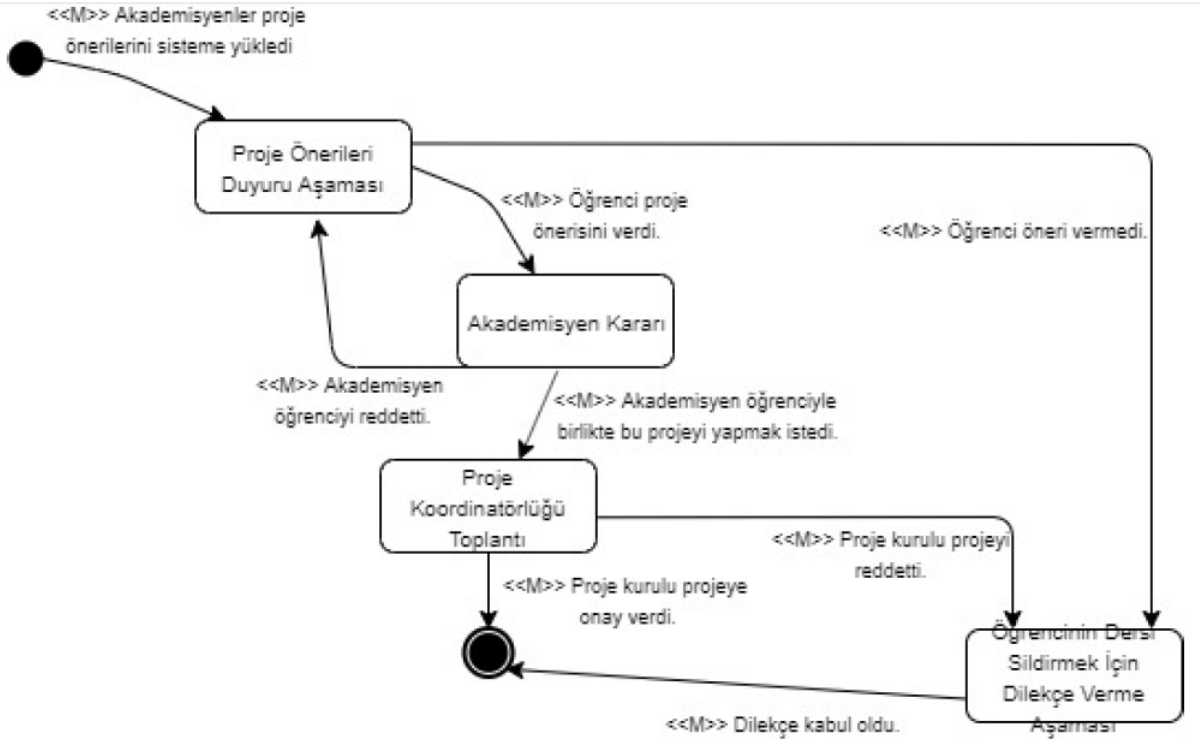 <<M>> Akademisyenler proje
önerilerini sisteme yükledi
Proje Önerileri
Duyuru Aşaması
<<M>> Öğrenci proje
önerisini verdi.
<<M>> Öğrenci öneri vermedi.
Akademisyen Kararı
<<M>> Akademisyen
öğrenciyi reddetti.
<<M>> Akademisyen öğrenciyle
birlikte bu projeyi yapmak istedi.
Proje
Koordinatörlüğü
Toplantı
<<M>> Proje kurulu projeyi
reddetti.
<<M>> Proje kurulu projeye
onay verdi.
Öğrencinin Dersi
Sildirmek İçin
Dilekçe Verme
Aşaması
<<M>> Dilekçe kabul oldu.